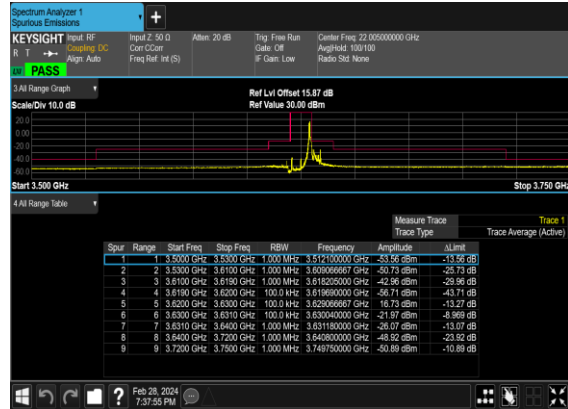 Spectrum Analyzer 1
Spurious Emissions
+
KEYSIGHT Input: RF Input Z: 50 Ω Atten: 20 dB Trig: Free Run Center Freq: 22.005000000 GHz
R T Coupling: DC Corr CCorr Gate: Off Avg|Hold: 100/100
Align: Auto Freq Ref: Int (S) IF Gain: Low Radio Std: None
PASS
3 All Range Graph
Ref Lvl Offset 15.87 dB
Scale/Div 10.0 dB Ref Value 30.00 dBm
20.0
0.00
-20.0
-40.0
-60.0
Start 3.500 GHz Stop 3.750 GHz
4 All Range Table
Measure Trace Trace 1
Trace Type Trace Average (Active)
Spur Range Start Freq Stop Freq RBW Frequency Amplitude ΔLimit
1 1 3.5000 GHz 3.5300 GHz 1.000 MHz 3.512100000 GHz -53.56 dBm -13.56 dB
2 2 3.5300 GHz 3.6100 GHz 1.000 MHz 3.609066667 GHz -50.73 dBm -25.73 dB
3 3 3.6100 GHz 3.6190 GHz 1.000 MHz 3.618205000 GHz -42.96 dBm -29.96 dB
4 4 3.6190 GHz 3.6200 GHz 100.0 kHz 3.619690000 GHz -56.71 dBm -43.71 dB
5 5 3.6200 GHz 3.6300 GHz 100.0 kHz 3.629066667 GHz 16.73 dBm -13.27 dB
6 6 3.6300 GHz 3.6310 GHz 100.0 kHz 3.630040000 GHz -21.97 dBm -8.969 dB
7 7 3.6310 GHz 3.6400 GHz 1.000 MHz 3.631180000 GHz -26.07 dBm -13.07 dB
8 8 3.6400 GHz 3.7200 GHz 1.000 MHz 3.640800000 GHz -48.92 dBm -23.92 dB
9 9 3.7200 GHz 3.7500 GHz 1.000 MHz 3.749750000 GHz -50.89 dBm -10.89 dB
? Feb 28, 2024
7:37:55 PM